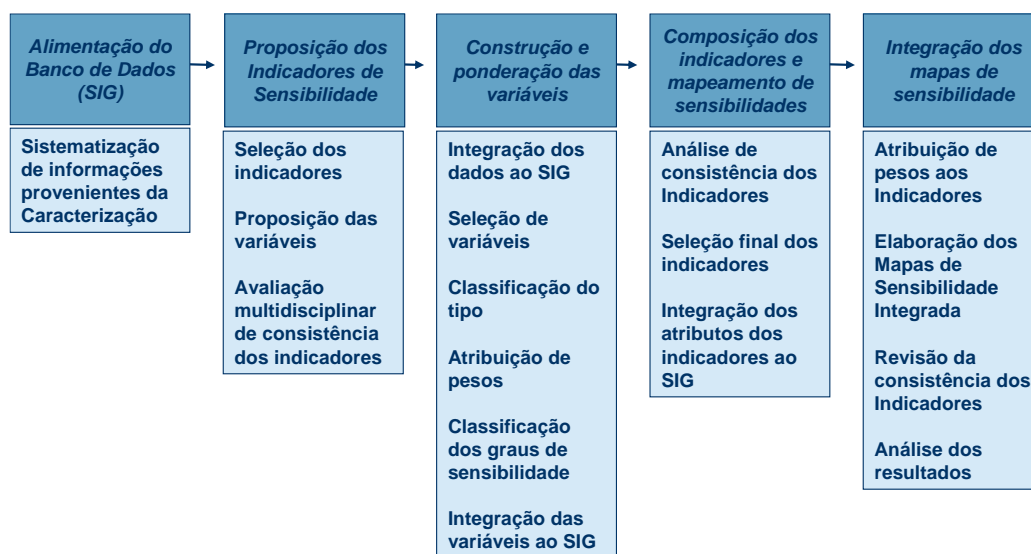 Alimentação do
Banco de Dados
(SIG)
Sistematização
de informações
provenientes da
Caracterização
Proposição dos
Indicadores de
Sensibilidade
Seleção dos
indicadores
Proposição das
variáveis
Avaliação
multidisciplinar
de consistência
dos indicadores
Construção e
ponderação das
variáveis
Integração dos
dados ao SIG
Seleção de
variáveis
Classificação do
tipo
Atribuição de
pesos
Classificação
dos graus de
sensibilidade
Integração das
variáveis ao SIG
Composição dos
indicadores e
mapeamento de
sensibilidades
Análise de
consistência dos
Indicadores
Seleção final dos
indicadores
Integração dos
atributos dos
indicadores ao
SIG
Integração dos
mapas de
sensibilidade
Atribuição de
pesos aos
Indicadores
Elaboração dos
Mapas de
Sensibilidade
Integrada
Revisão da
consistência dos
Indicadores
Análise dos
resultados